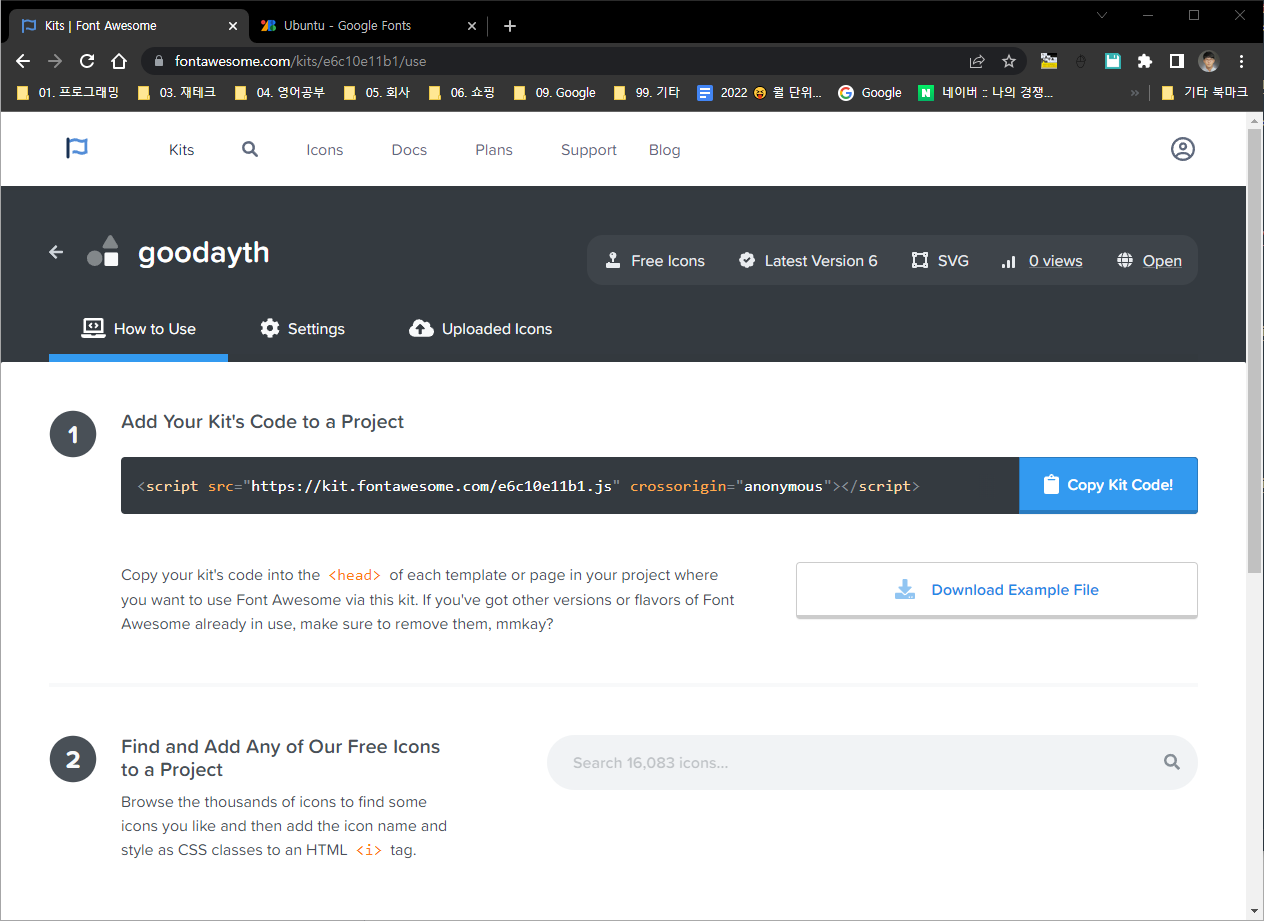 Kits | Font Awesome
Ubuntu - Google Fonts
fontawesome.com/kits/e6c10e11b1/use
01. 프로그래밍 03. 재테크 04. 영어공부 05. 회사 06. 쇼핑 09. Google 99. 기타 2022 😆 월 단위... Google 네이버 :: 나의 경쟁... » 기타 북마크
Kits Icons Docs Plans Support Blog
goodayth
Free Icons Latest Version 6 SVG 0 views Open
How to Use Settings Uploaded Icons
1
Add Your Kit's Code to a Project
<script src="https://kit.fontawesome.com/e6c10e11b1.js" crossorigin="anonymous"></script>
Copy Kit Code!
Copy your kit's code into the <head> of each template or page in your project where
you want to use Font Awesome via this kit. If you've got other versions or flavors of Font
Awesome already in use, make sure to remove them, mmkay?
Download Example File
2
Find and Add Any of Our Free Icons
to a Project
Browse the thousands of icons to find some
icons you like and then add the icon name and
style as CSS classes to an HTML <i> tag.
Search 16,083 icons...